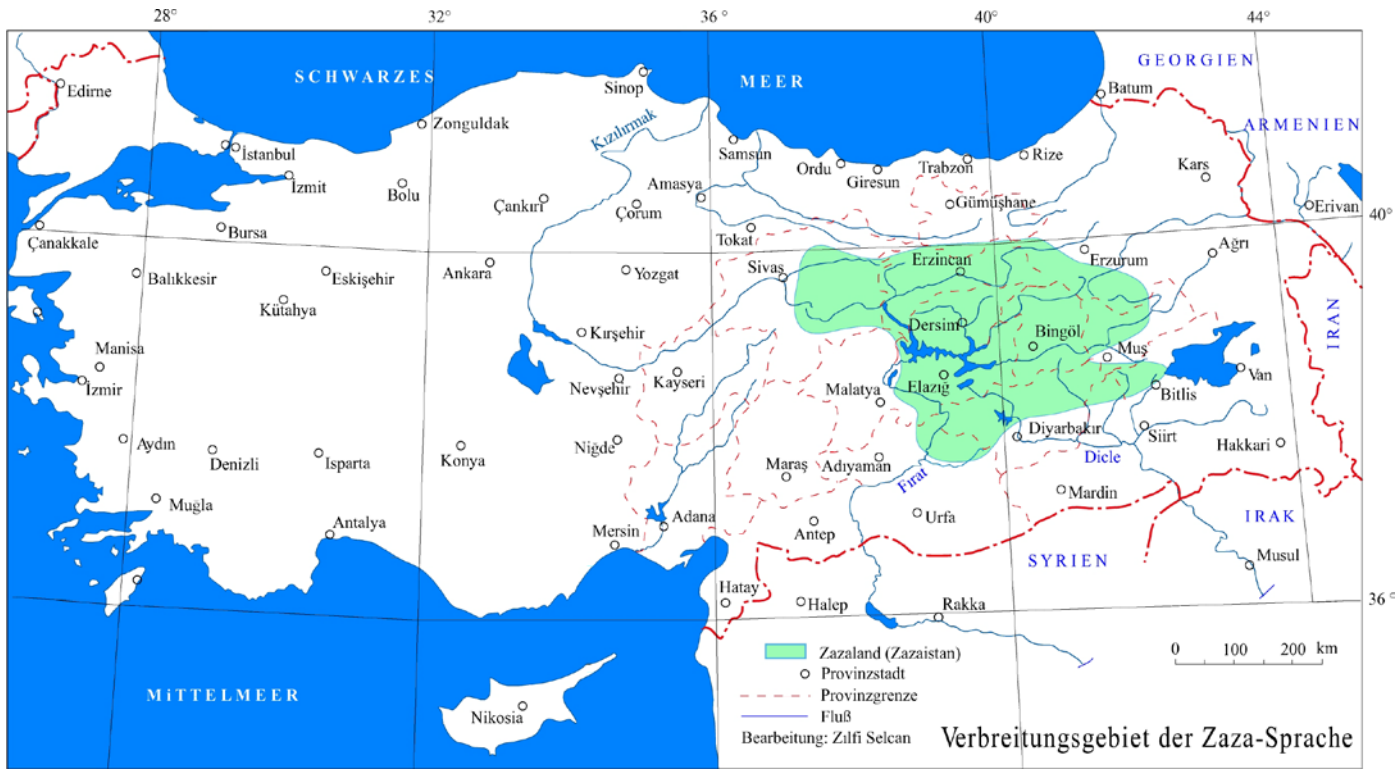 28°
32°
36°
40°
44°
GEORGIEN
SCHWARZES
MEER
Sinop
Edirne
Batum
Zonguldak
Kızılırmak
ARMENIEN
İstanbul
Samsun
Ordu
Giresun
Trabzon
Rize
Kars
İzmit
Bolu
Çankırı
Çorum
Amasya
Gümüşhane
Erivan
40°
Çanakkale
Bursa
Tokat
Ağrı
Balıkkesir
Eskişehir
Ankara
Yozgat
Sivaş
Erzincan
Erzurum
Kütahya
IRAN
Kırşehir
Dersim
Bingöl
Muş
Manisa
İzmir
Nevşehir
Kayseri
Malatya
Elazığ
Van
Bitlis
Aydın
Denizli
Isparta
Konya
Niğde
Diyarbakır
Siirt
Hakkari
Maraş
Adıyaman
Dicle
Fırat
Muğla
Antalya
Mersin
Adana
Antep
Urfa
Mardin
IRAK
SYRIEN
Musul
Hatay
Halep
Rakka
36°
Zazaland (Zazaistan)
0 100 200 km
Provinzstadt
MiTTELMEER
Provinzgrenze
Nikosia
Fluß
Bearbeitung: Zılfi Selcan
Verbreitungsgebiet der Zaza-Sprache